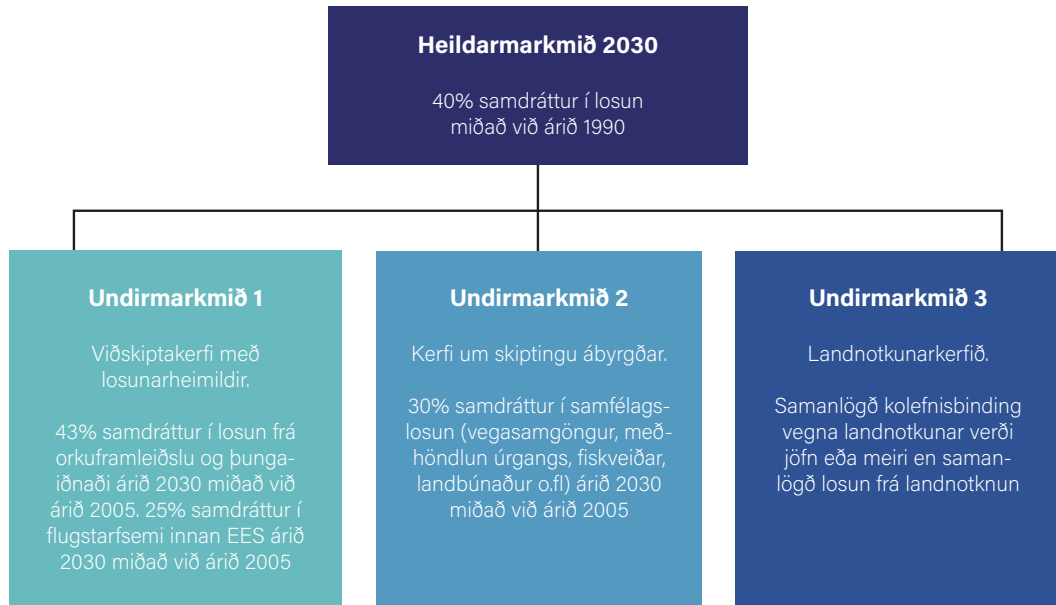 Heildarmarkmið 2030
40% samdráttur í losun
miðað við árið 1990
Undirmarkmið 1
Viðskiptakerfi með
losunarheimildir.
43% samdráttur í losun frá
orkuframleiðslu og þunga-
iðnaði árið 2030 miðað við
árið 2005. 25% samdráttur í
flugstarfsemi innan EES árið
2030 miðað við árið 2005
Undirmarkmið 2
Kerfi um skiptingu ábyrgðar.
30% samdráttur í samfélags-
losun (vegasamgöngur, með-
höndlun úrgangs, fiskveiðar,
landbúnaður o.fl) árið 2030
miðað við árið 2005
Undirmarkmið 3
Landnotkunarkerfið.
Samanlögð kolefnisbinding
vegna landnotkunar verði
jöfn eða meiri en saman-
lögð losun frá landnotknun